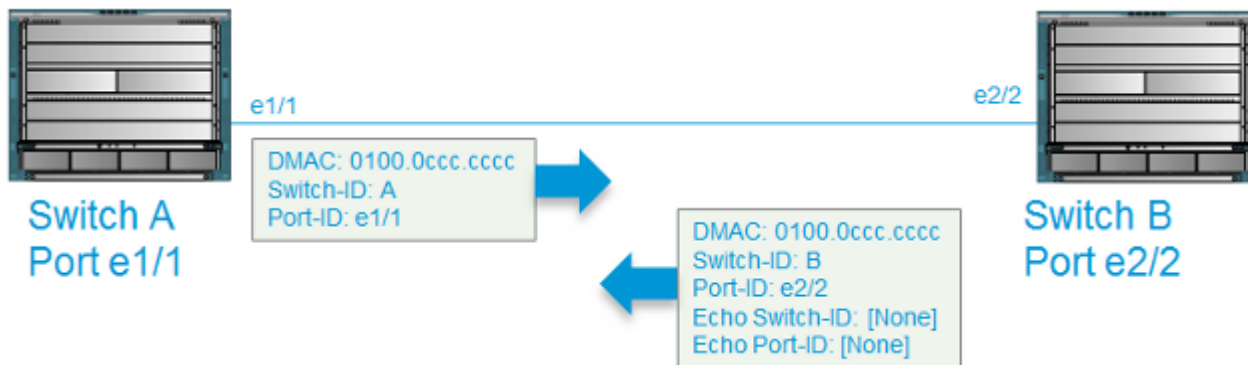 e1/1
e2/2
DMAC: 0100.0ccc.cccc
Switch-ID: A
Port-ID: e1/1
Switch A
Port e1/1
DMAC: 0100.0ccc.cccc
Switch-ID: B
Port-ID: e2/2
Echo Switch-ID: [None]
Echo Port-ID: [None]
Switch B
Port e2/2